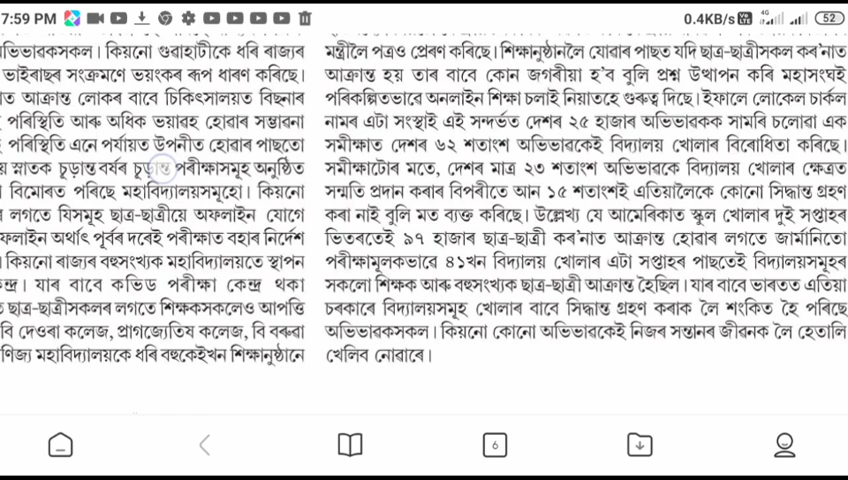 7:59 PM
0.4KB/s
4G
52
ভিভাৱকসকল। কিয়নো গুৱাহাটীকে ধৰি ৰাজ্যৰ
ভাইৰাছৰ সংক্ৰমণে ভয়ংকৰ ৰূপ ধাৰণ কৰিছে।
ত আক্ৰান্ত লোকৰ বাবে চিকিৎসালয়ত বিছনাৰ
পৰিস্থিতি আৰু অধিক ভয়াৱহ হোৱাৰ সম্ভাৱনা
পৰিস্থিতি এনে পৰ্যায়ত উপনীত হোৱাৰ পাছতো
য় স্নাতক চূড়ান্ত বৰ্ষৰ চূড়ান্ত পৰীক্ষাসমূহ অনুষ্ঠিত
বিমোৰত পৰিছে মহাবিদ্যালয়সমূহো। কিয়নো
ৰ লগতে যিসমূহ ছাত্ৰ-ছাত্ৰীয়ে অফলাইন যোগে
ফলাইন অৰ্থাৎ পূৰ্বৰ দৰেই পৰীক্ষাত বহাৰ নিৰ্দেশ
কিয়নো ৰাজ্যৰ বহুসংখ্যক মহাবিদ্যালয়তে স্থাপন
কন্দ্ৰ। যাৰ বাবে কভিড পৰীক্ষা কেন্দ্ৰ থকা
ত ছাত্ৰ-ছাত্ৰীসকলৰ লগতে শিক্ষকসকলেও আপত্তি
বি দেওৰা কলেজ, প্ৰাগজ্যোতিষ কলেজ, বি বৰুৱা
ণিজ্য মহাবিদ্যালয়কে ধৰি বহুকেইখন শিক্ষানুষ্ঠানে
মন্ত্ৰীলৈ পত্ৰও প্ৰেৰণ কৰিছে। শিক্ষানুষ্ঠানলৈ যোৱাৰ পাছত যদি ছাত্ৰ-ছাত্ৰীসকল কৰ'নাত
আক্ৰান্ত হয় তাৰ বাবে কোন জগৰীয়া হ'ব বুলি প্ৰশ্ন উত্থাপন কৰি মহাসংঘই
পৰিকল্পিতভাৱে অনলাইন শিক্ষা চলাই নিয়াতহে গুৰুত্ব দিছে। ইফালে লোকেল চাৰ্কল
নামৰ এটা সংস্থাই এই সন্দৰ্ভত দেশৰ ২৫ হাজাৰ অভিভাৱকক সামৰি চলোৱা এক
সমীক্ষাত দেশৰ ৬২ শতাংশ অভিভাৱকেই বিদ্যালয় খোলাৰ বিৰোধিতা কৰিছে।
সমীক্ষাটোৰ মতে, দেশৰ মাত্ৰ ২৩ শতাংশ অভিভাৱকে বিদ্যালয় খোলাৰ ক্ষেত্ৰত
সন্মতি প্ৰদান কৰাৰ বিপৰীতে আন ১৫ শতাংশই এতিয়ালৈকে কোনো সিদ্ধান্ত গ্ৰহণ
কৰা নাই বুলি মত ব্যক্ত কৰিছে। উল্লেখ্য যে আমেৰিকাত স্কুল খোলাৰ দুই সপ্তাহৰ
ভিতৰতেই ৯৭ হাজাৰ ছাত্ৰ-ছাত্ৰী কৰ'নাত আক্ৰান্ত হোৱাৰ লগতে জাৰ্মানিতো
পৰীক্ষামূলকভাৱে ৪১খন বিদ্যালয় খোলাৰ এটা সপ্তাহৰ পাছতেই বিদ্যালয়সমূহৰ
সকলো শিক্ষক আৰু বহুসংখ্যক ছাত্ৰ-ছাত্ৰী আক্ৰান্ত হৈছিল। যাৰ বাবে ভাৰতত এতিয়া
চৰকাৰে বিদ্যালয়সমূহ খোলাৰ বাবে সিদ্ধান্ত গ্ৰহণ কৰাক লৈ শংকিত হৈ পৰিছে
অভিভাৱকসকল। কিয়নো কোনো অভিভাৱকেই নিজৰ সন্তানৰ জীৱনক লৈ হেতালি
খেলিব নোৱাৰে।
6